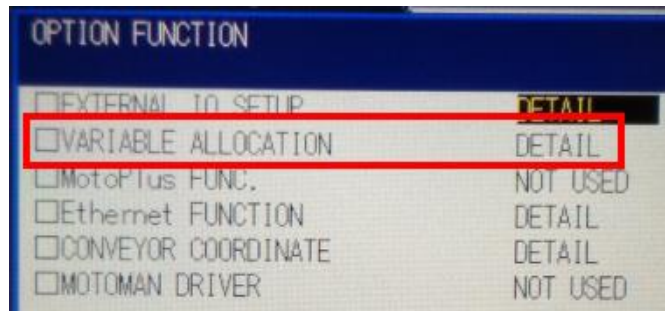 OPTION FUNCTION
□EXTERNAL IO SETUP DETAIL
□VARIABLE ALLOCATION DETAIL
□MotoPlus FUNC. NOT USED
□Ethernet FUNCTION DETAIL
□CONVEYOR COORDINATE DETAIL
□MOTOMAN DRIVER NOT USED